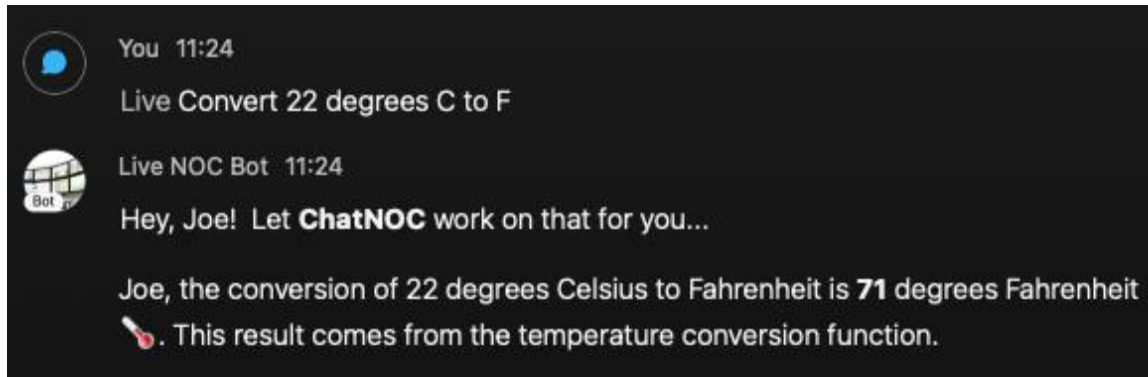 You 11:24
Live Convert 22 degrees C to F
Live NOC Bot 11:24
Bot
Hey, Joe! Let ChatNOC work on that for you...
Joe, the conversion of 22 degrees Celsius to Fahrenheit is 71 degrees Fahrenheit
🌡️. This result comes from the temperature conversion function.